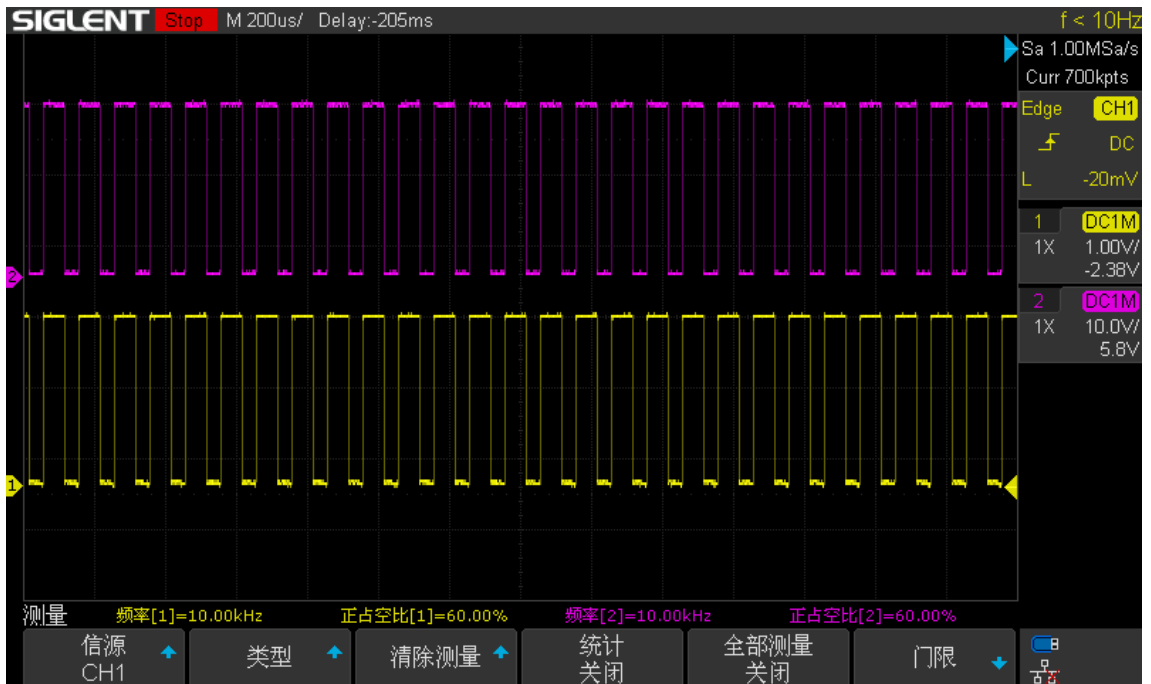 SIGLENT Stop M 200us/ Delay:-205ms f < 10Hz
Sa 1.00MSa/s
Curr 700kpts
Edge CH1
DC
L -20mV
1 DC1M
1X 1.00V/
-2.38V
2 DC1M
1X 10.0V/
5.8V
2
1
测量 频率[1]=10.00kHz 正占空比[1]=60.00% 频率[2]=10.00kHz 正占空比[2]=60.00%
信源 类型 清除测量 统计 全部测量 门限
CH1 关闭 关闭